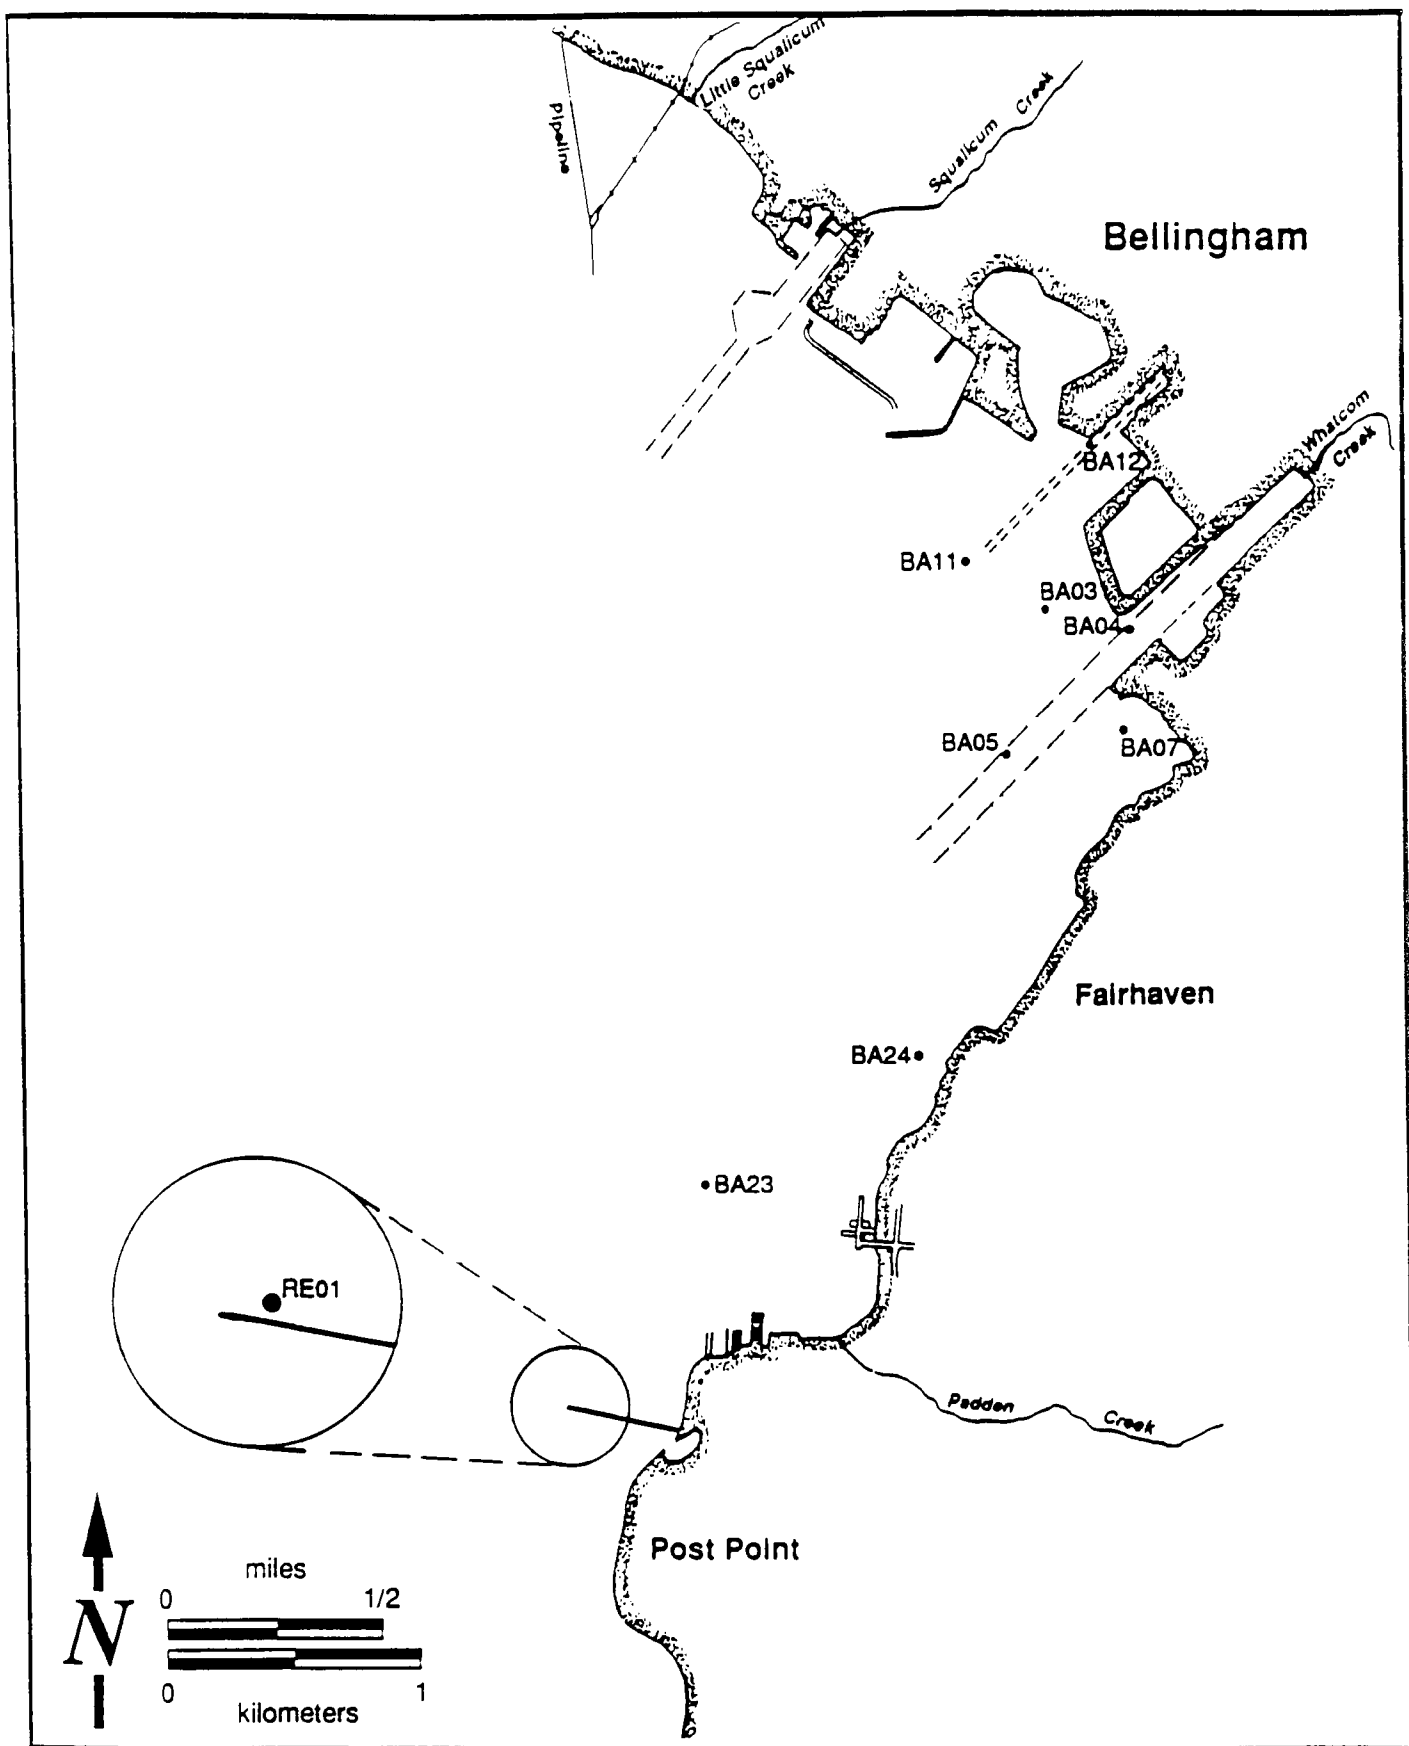 Little Squalicum
Creek
Pipeline
Squalicum Creek
Bellingham
Whatcom
Creek
BA12
BA11
BA03
BA04
BA05
BA07
Fairhaven
BA24
BA23
RE01
Padden Creek
Post Point
miles
0 1/2
N
0 1
kilometers